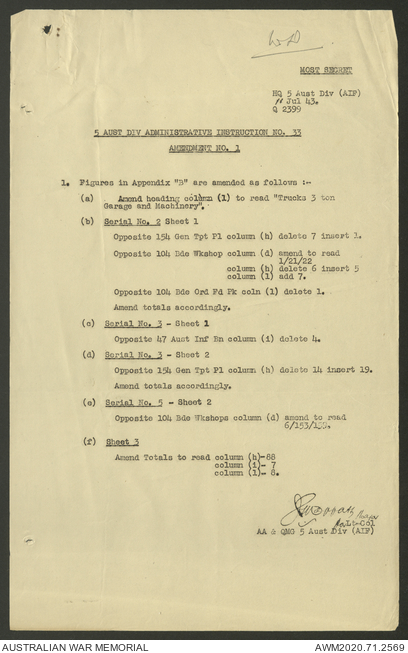 MOST SECRET
HQ 5 Aust Div (AIF)
11 Jul 43.
Q 2399
5 AUST DIV ADMINISTRATIVE INSTRUCTION NO. 33
AMENDMENT NO. 1
1. Figures in Appendix "B" are amended as follows :-
(a) Amend heading column (l) to read "Trucks 3 ton
Garage and Machinery".
(b) Serial No. 2 Sheet 1
Opposite 154 Gen Tpt Pl column (h) delete 7 insert 1.
Opposite 104 Bde Wkshop column (d) amend to read
1/21/22
column (h) delete 6 insert 5
column (l) add 7.
Opposite 104 Bde Ord Fd Pk coln (l) delete 1.
Amend totals accordingly.
(c) Serial No. 3 - Sheet 1
Opposite 47 Aust Inf Bn column (i) delete 4.
(d) Serial No. 3 - Sheet 2
Opposite 154 Gen Tpt Pl column (h) delete 14 insert 19.
Amend totals accordingly.
(e) Serial No. 5 - Sheet 2
Opposite 104 Bde Wkshops column (d) amend to read
6/153/159.
(f) Sheet 3
Amend Totals to read column (h)-88
column (i)- 7
column (l)- 8.
Major
Lt-Col
AA & QMG 5 Aust Div (AIF)
AUSTRALIAN WAR MEMORIAL
AWM2020.71.2569